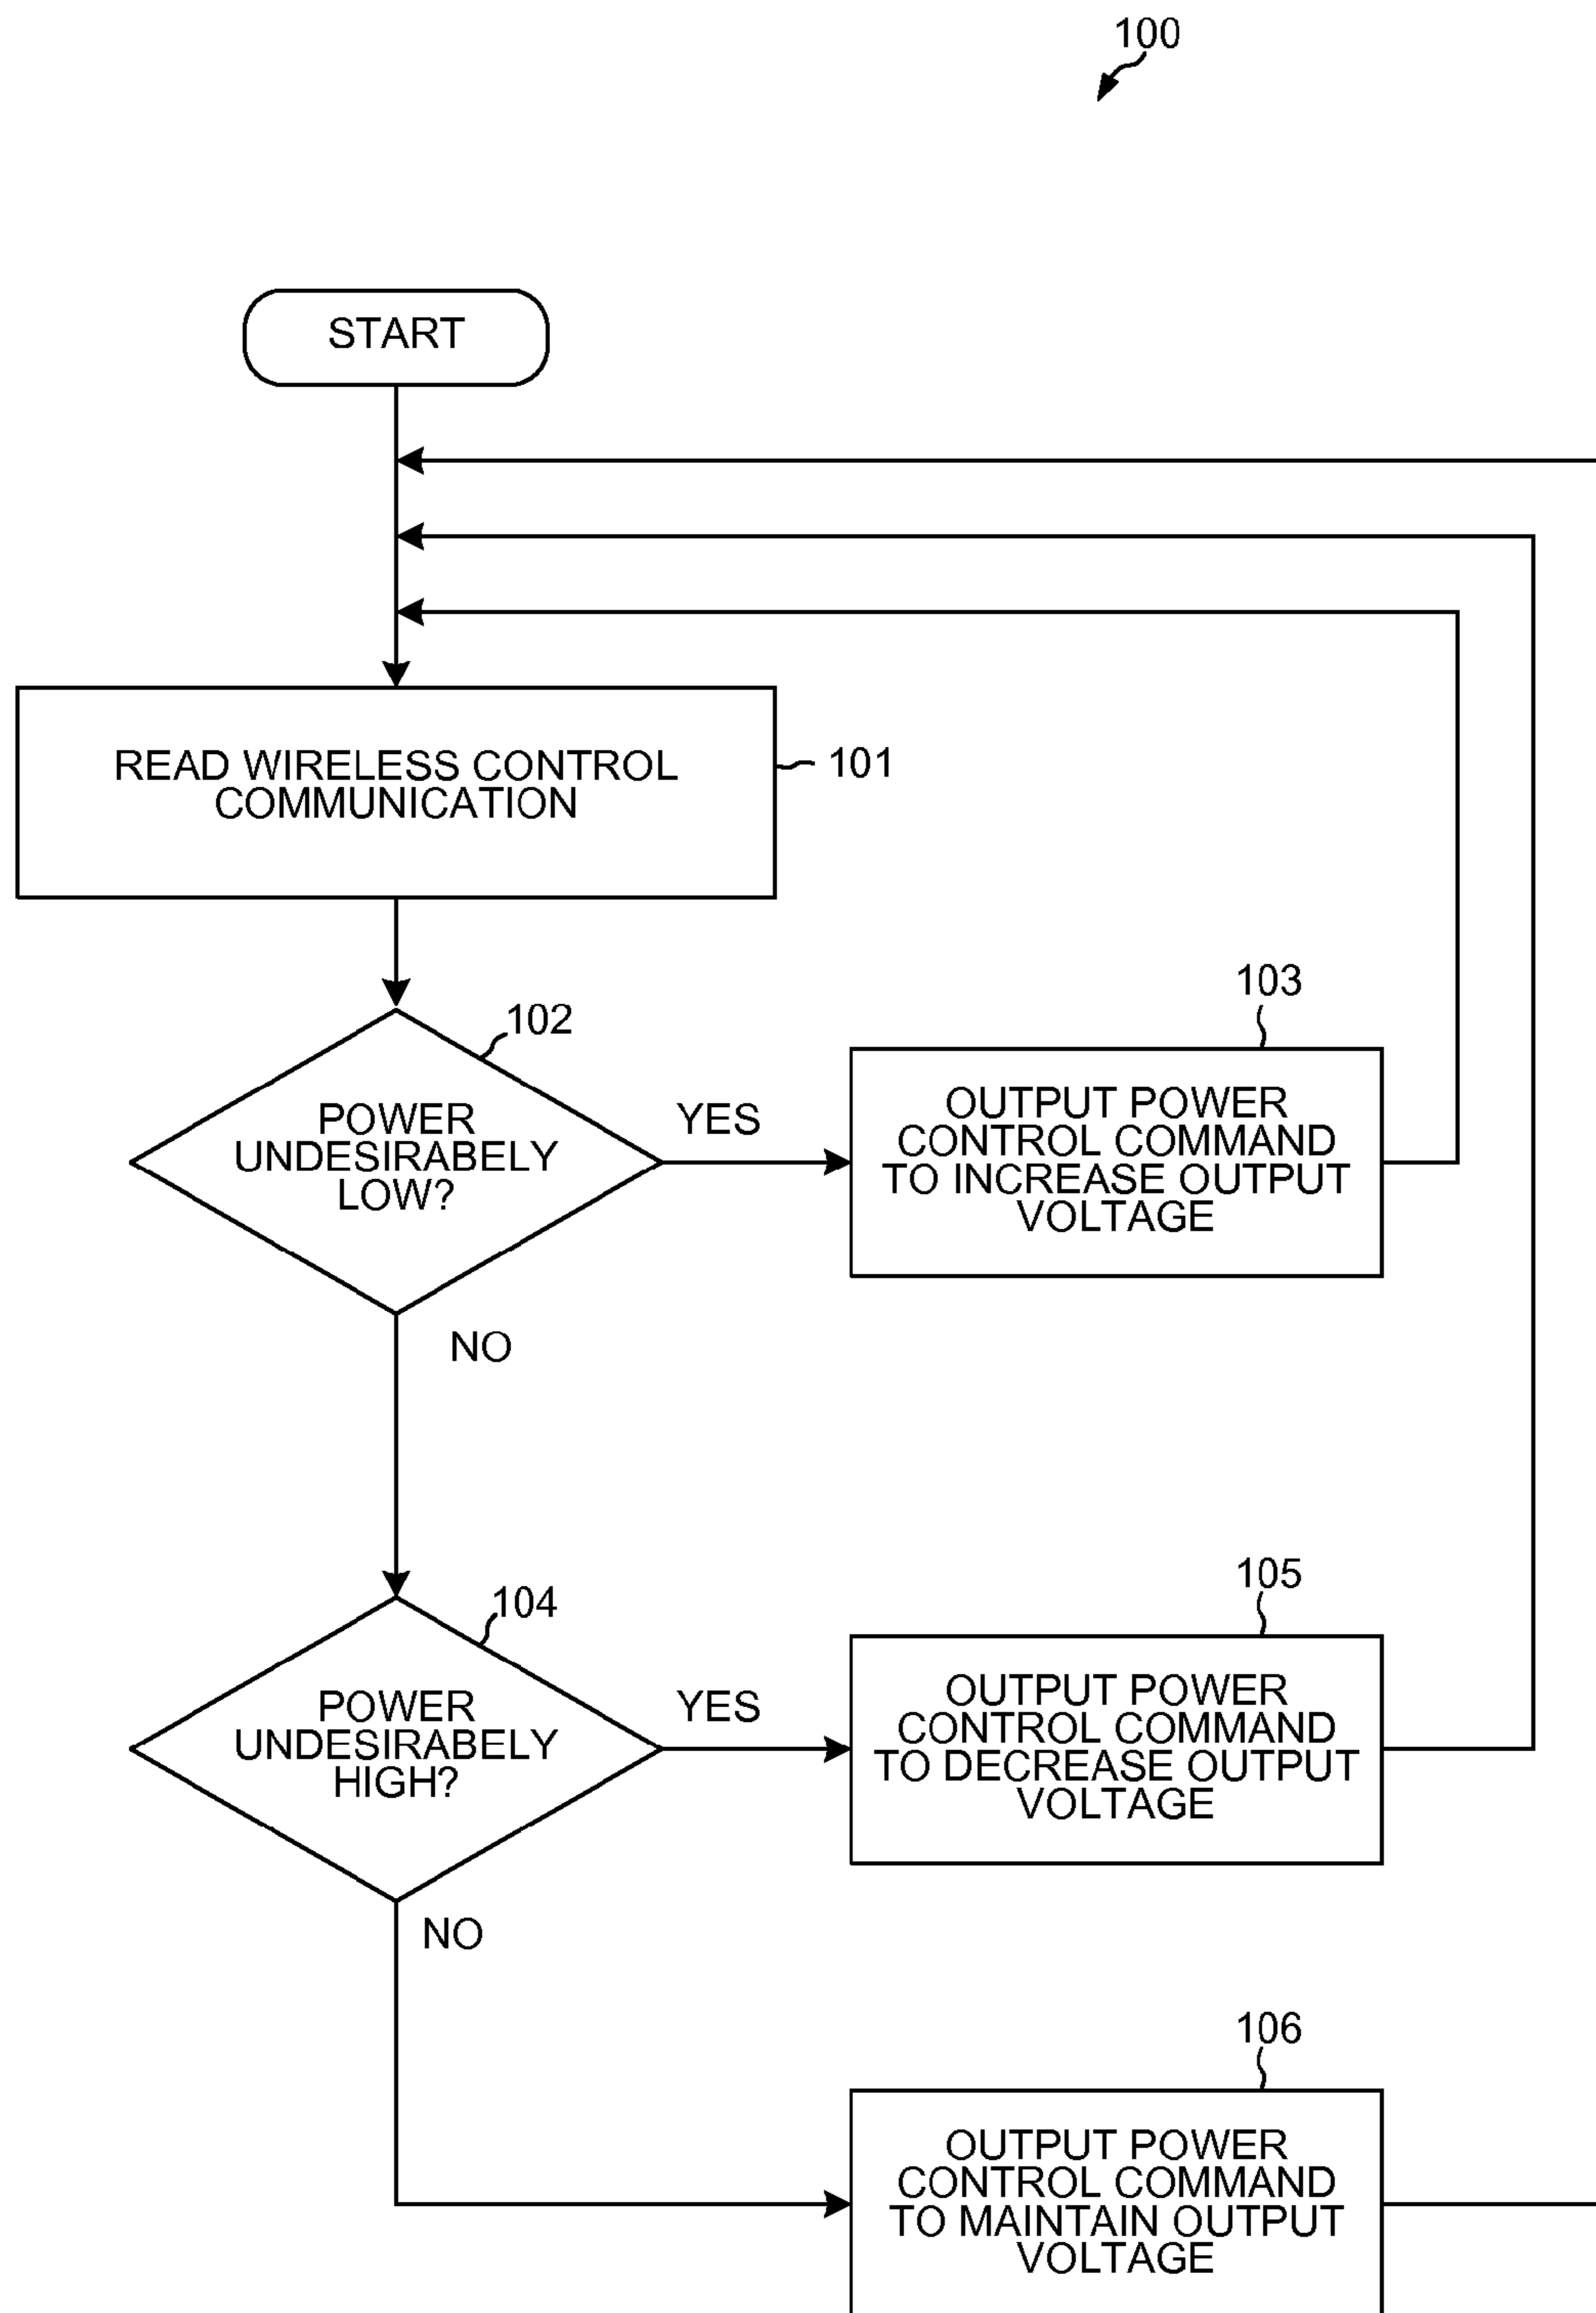 100
START
READ WIRELESS CONTROL
COMMUNICATION
101
102
POWER
UNDESIRABELY
LOW?
YES
103
OUTPUT POWER
CONTROL COMMAND
TO INCREASE OUTPUT
VOLTAGE
NO
104
POWER
UNDESIRABELY
HIGH?
YES
105
OUTPUT POWER
CONTROL COMMAND
TO DECREASE OUTPUT
VOLTAGE
NO
106
OUTPUT POWER
CONTROL COMMAND
TO MAINTAIN OUTPUT
VOLTAGE